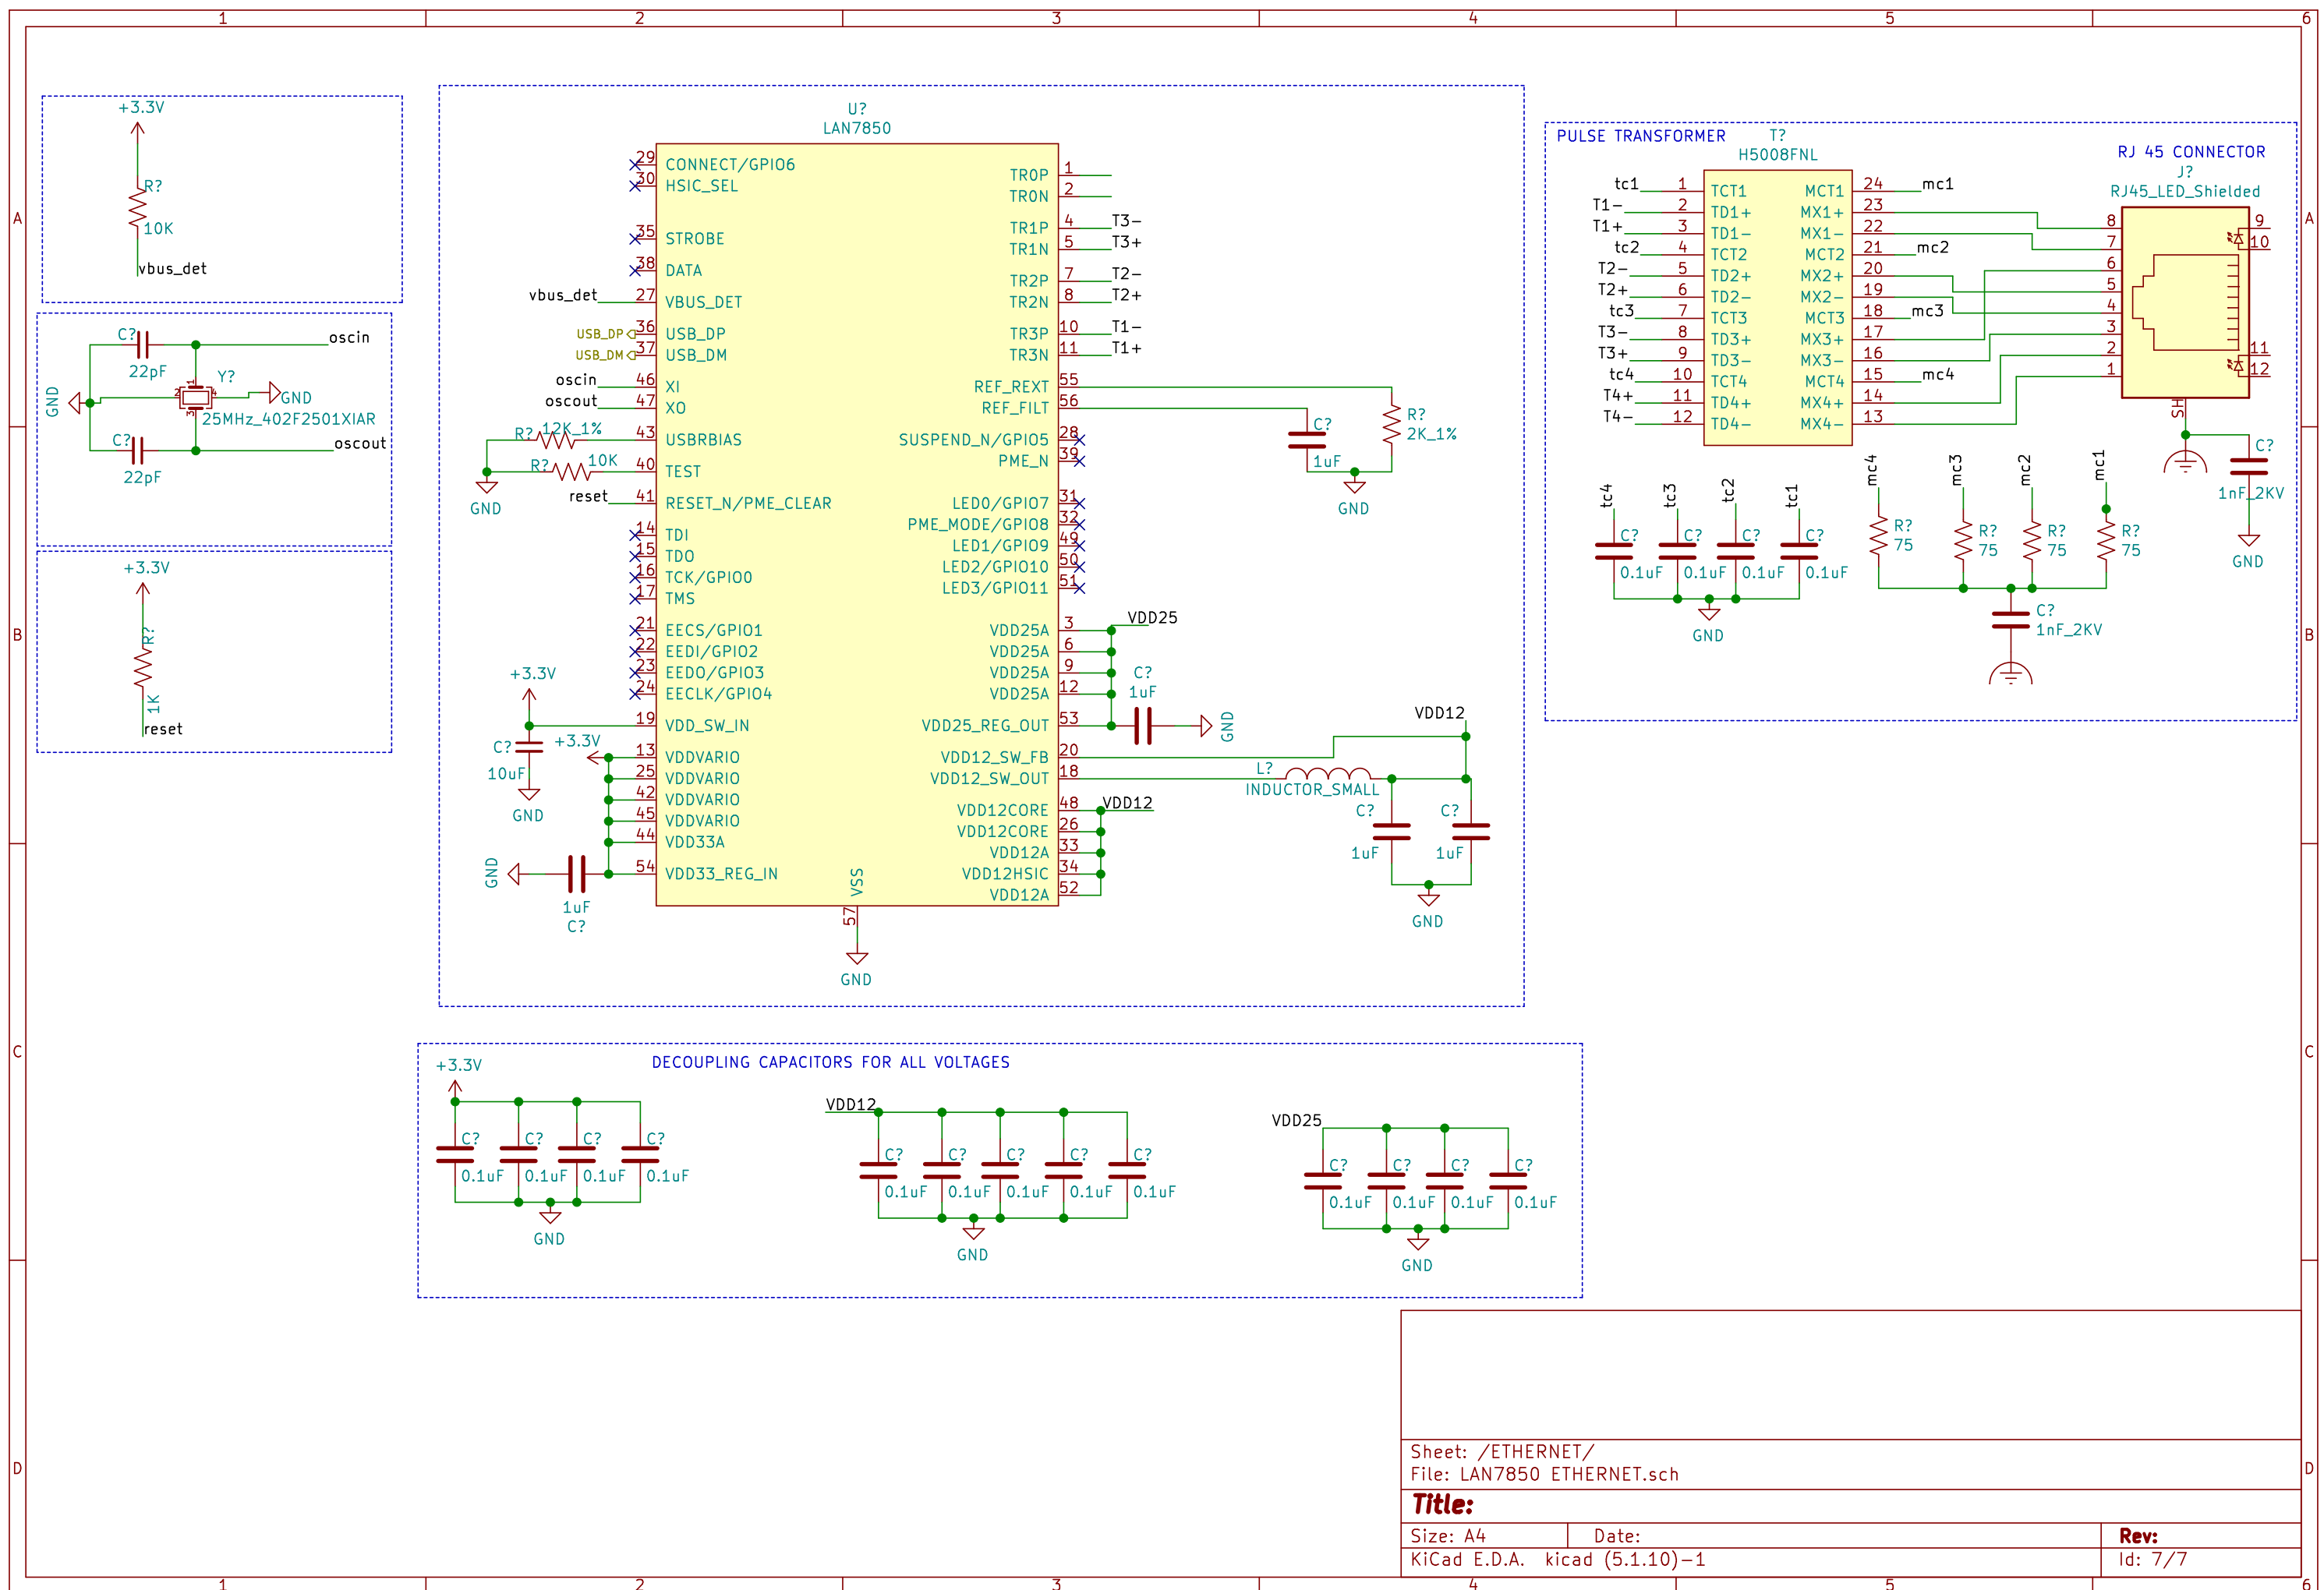 1 2 3 4 5 6
A
B
C
D
+3.3V
R?
10K
vbus_det
C?
22pF
oscin
GND
Y?
1
2
3
4
GND
25MHz_402F2501XIAR
C?
22pF
oscout
+3.3V
R?
1K
reset
U?
LAN7850
29 CONNECT/GPIO6
30 HSIC_SEL
35 STROBE
38 DATA
vbus_det 27 VBUS_DET
USB_DP 36 USB_DP
USB_DM 37 USB_DM
oscin 46 XI
oscout 47 XO
R? 12K_1% 43 USBRBIAS
R? 10K 40 TEST
GND
reset 41 RESET_N/PME_CLEAR
14 TDI
15 TDO
16 TCK/GPIO0
17 TMS
21 EECS/GPIO1
22 EEDI/GPIO2
23 EEDO/GPIO3
24 EECLK/GPIO4
+3.3V
19 VDD_SW_IN
C?
10uF
GND
+3.3V
13 VDDVARIO
25 VDDVARIO
42 VDDVARIO
45 VDDVARIO
44 VDD33A
54 VDD33_REG_IN
GND
1uF
C?
VSS
57
GND
TR0P 1
TR0N 2
TR1P 4 T3-
TR1N 5 T3+
TR2P 7 T2-
TR2N 8 T2+
TR3P 10 T1-
TR3N 11 T1+
REF_REXT 55
REF_FILT 56
C?
1uF
R?
2K_1%
GND
SUSPEND_N/GPIO5 28
PME_N 39
LED0/GPIO7 31
PME_MODE/GPIO8 32
LED1/GPIO9 49
LED2/GPIO10 50
LED3/GPIO11 51
VDD25
VDD25A 3
VDD25A 6
VDD25A 9
VDD25A 12
VDD25_REG_OUT 53
C?
1uF
GND
VDD12
VDD12_SW_FB 20
VDD12_SW_OUT 18
L?
INDUCTOR_SMALL
C?
1uF
C?
1uF
GND
VDD12
VDD12CORE 48
VDD12CORE 26
VDD12A 33
VDD12HSIC 34
VDD12A 52
PULSE TRANSFORMER
T?
H5008FNL
tc1 1 TCT1 MCT1 24 mc1
T1- 2 TD1+ MX1+ 23
T1+ 3 TD1- MX1- 22
tc2 4 TCT2 MCT2 21 mc2
T2- 5 TD2+ MX2+ 20
T2+ 6 TD2- MX2- 19
tc3 7 TCT3 MCT3 18 mc3
T3- 8 TD3+ MX3+ 17
T3+ 9 TD3- MX3- 16
tc4 10 TCT4 MCT4 15 mc4
T4+ 11 TD4+ MX4+ 14
T4- 12 TD4- MX4- 13
RJ 45 CONNECTOR
J?
RJ45_LED_Shielded
8
7
6
5
4
3
2
1
9
10
11
12
SH
C?
1nF_2KV
GND
tc4 tc3 tc2 tc1
C? C? C? C?
0.1uF 0.1uF 0.1uF 0.1uF
GND
mc4 mc3 mc2 mc1
R? R? R? R?
75 75 75 75
C?
1nF_2KV
DECOUPLING CAPACITORS FOR ALL VOLTAGES
+3.3V
C? C? C? C?
0.1uF 0.1uF 0.1uF 0.1uF
GND
VDD12
C? C? C? C? C?
0.1uF 0.1uF 0.1uF 0.1uF 0.1uF
GND
VDD25
C? C? C? C?
0.1uF 0.1uF 0.1uF 0.1uF
GND
Sheet: /ETHERNET/
File: LAN7850 ETHERNET.sch
Title:
Size: A4 Date: Rev:
KiCad E.D.A. kicad (5.1.10)-1 Id: 7/7
A
B
C
D
1 2 3 4 5 6